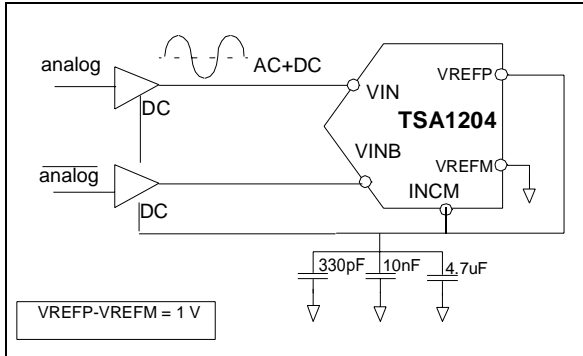 analog
AC+DC
DC
VIN
VREFP
TSA1204
VINB
VREFM
analog
DC
INCM
330pF
10nF
4.7uF
VREFP-VREFM = 1 V